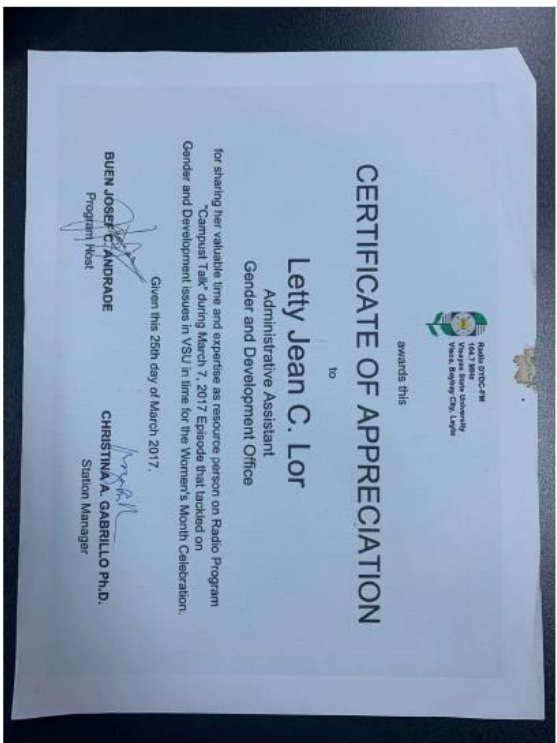 Radio DYDC-FM
104.7 MHz
Visayas State University
Visca, Baybay City, Leyte
awards this
CERTIFICATE OF APPRECIATION
to
Letty Jean C. Lor
Administrative Assistant
Gender and Development Office
for sharing her valuable time and expertise as resource person on Radio Program
"Campust Talk" during March 7, 2017 Episode that tackled on
Gender and Development issues in VSU in time for the Women's Month Celebration.
Given this 25th day of March 2017.
BUEN JOSEF C. ANDRADE
Program Host
CHRISTINA A. GABRILLO Ph.D.
Station Manager